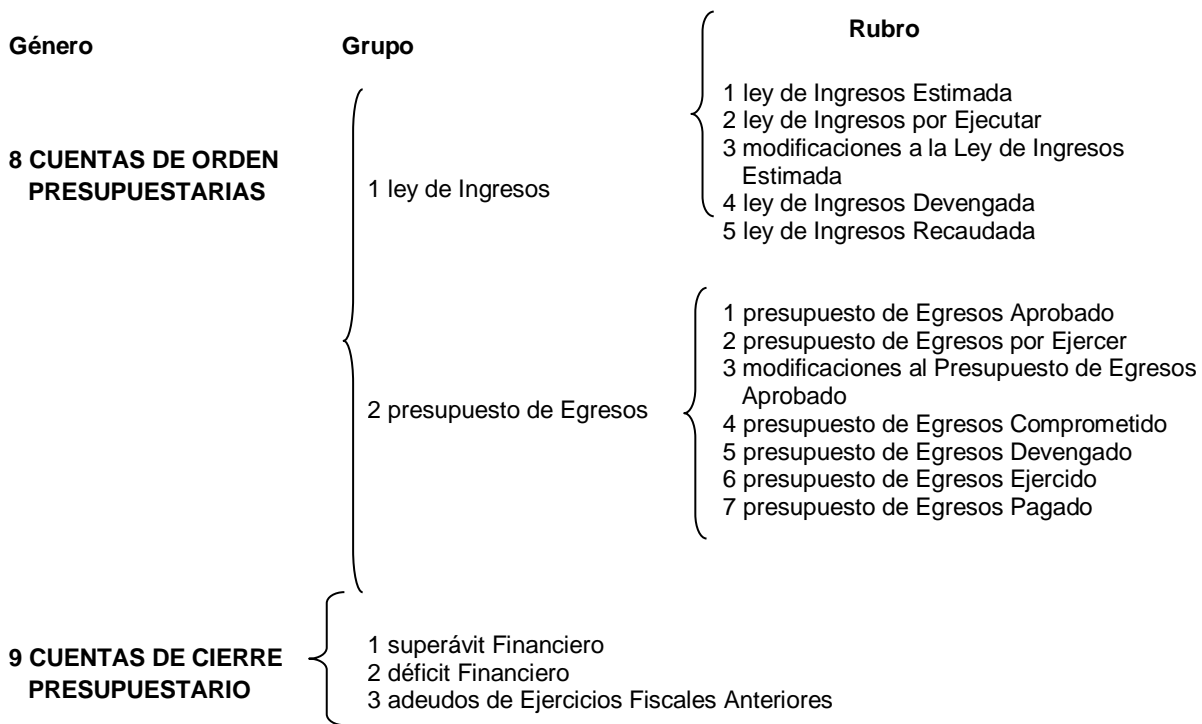 Género
Grupo
Rubro
8 CUENTAS DE ORDEN
PRESUPUESTARIAS
1 ley de Ingresos
1 ley de Ingresos Estimada
2 ley de Ingresos por Ejecutar
3 modificaciones a la Ley de Ingresos
Estimada
4 ley de Ingresos Devengada
5 ley de Ingresos Recaudada
2 presupuesto de Egresos
1 presupuesto de Egresos Aprobado
2 presupuesto de Egresos por Ejercer
3 modificaciones al Presupuesto de Egresos
Aprobado
4 presupuesto de Egresos Comprometido
5 presupuesto de Egresos Devengado
6 presupuesto de Egresos Ejercido
7 presupuesto de Egresos Pagado
9 CUENTAS DE CIERRE
PRESUPUESTARIO
1 superávit Financiero
2 déficit Financiero
3 adeudos de Ejercicios Fiscales Anteriores